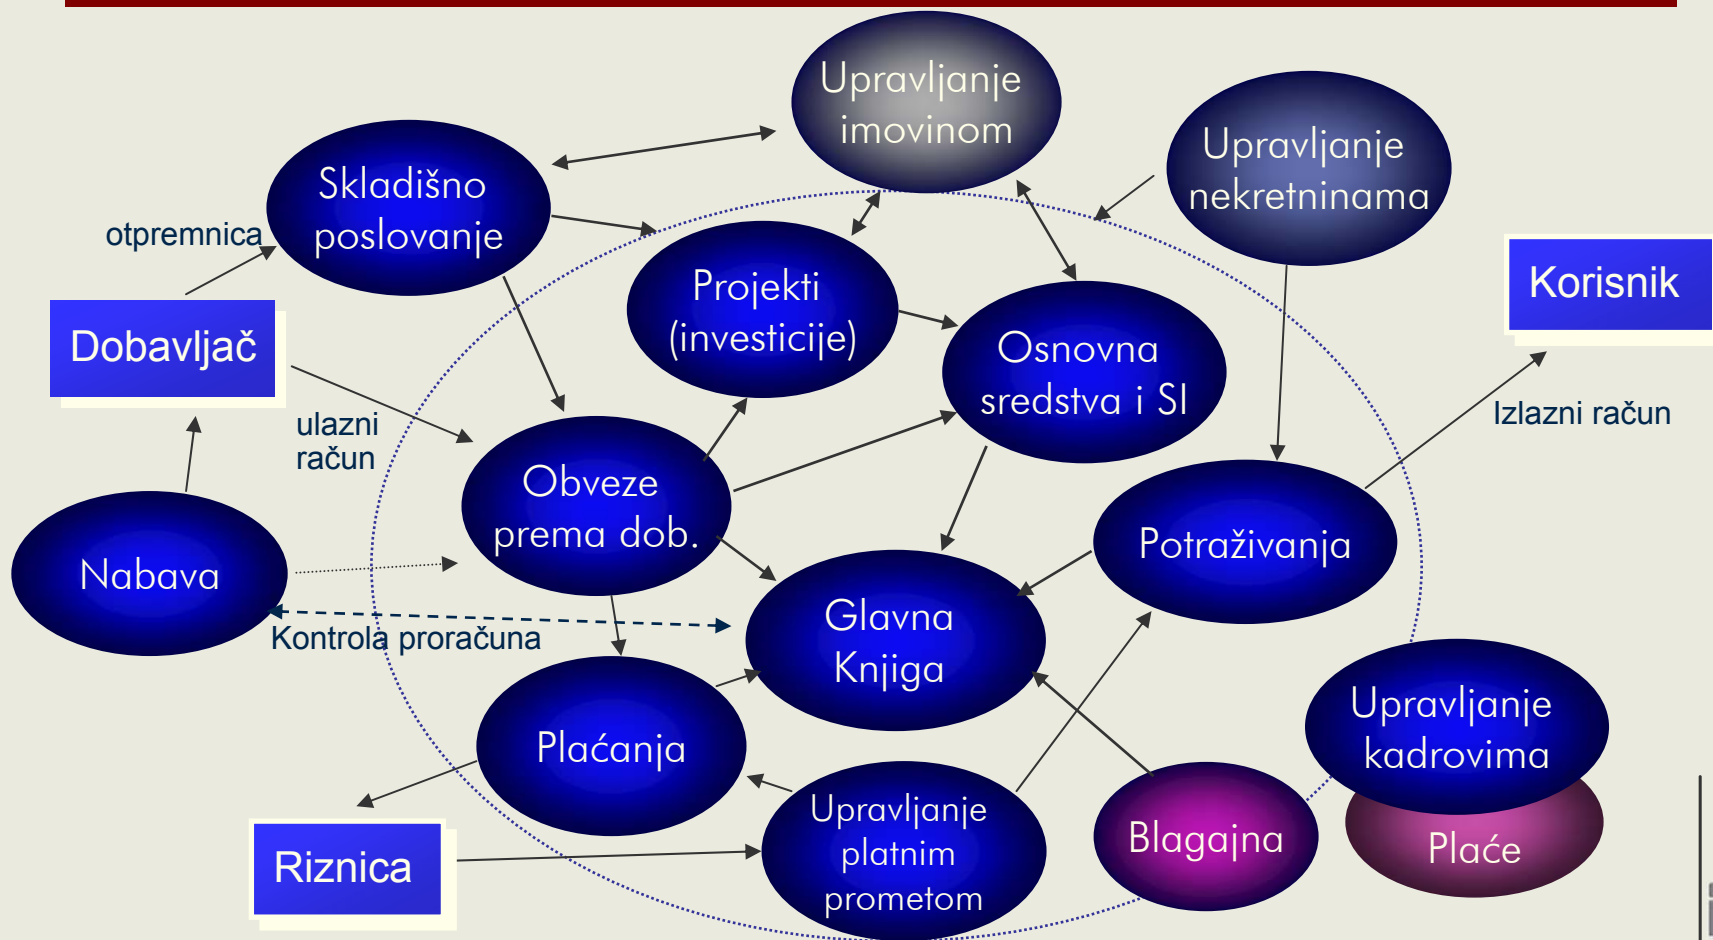 Upravljanje
imovinom
Upravljanje
nekretninama
Skladišno
poslovanje
otpremnica
Korisnik
Projekti
(investicije)
Dobavljač
Osnovna
sredstva i SI
Izlazni račun
ulazni
račun
Obveze
prema dob.
Potraživanja
Nabava
Kontrola proračuna
Glavna
Knjiga
Upravljanje
kadrovima
Plaćanja
Upravljanje
platnim
prometom
Blagajna
Plaće
Riznica